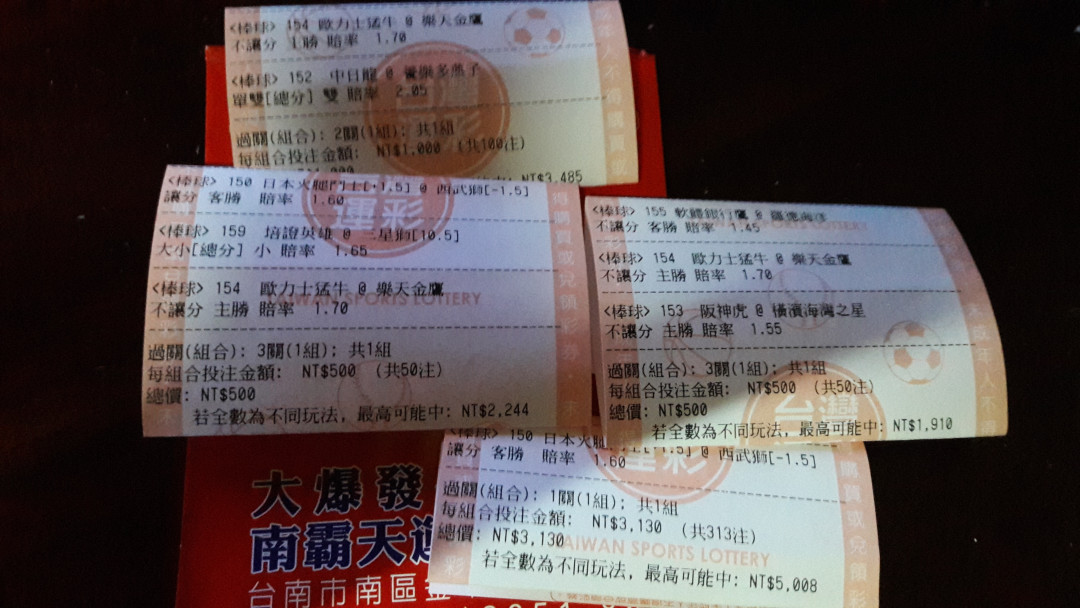 <棒球> 154 歐力士猛牛 @ 樂天金鷹
不讓分 主勝 賠率 1.70
<棒球> 152 中日龍 @ 養樂多燕子
單雙[總分] 雙 賠率 2.05
過關(組合): 2關(1組): 共1組
每組合投注金額: NT$1,000 (共100注)
NT$3,485
<棒球> 150 日本火腿鬥士[+1.5] @ 西武獅[-1.5]
讓分 客勝 賠率 1.60
<棒球> 159 培證英雄 @ 三星獅[10.5]
大小[總分] 小 賠率 1.65
<棒球> 154 歐力士猛牛 @ 樂天金鷹
不讓分 主勝 賠率 1.70
過關(組合): 3關(1組): 共1組
每組合投注金額: NT$500 (共50注)
總價: NT$500
若全數為不同玩法, 最高可能中: NT$2,244
<棒球> 155 軟體銀行鷹 @
不讓分 客勝 賠率 1.45
<棒球> 154 歐力士猛牛 @ 樂天金鷹
不讓分 主勝 賠率 1.70
<棒球> 153 阪神虎 @ 橫濱海灣之星
不讓分 主勝 賠率 1.55
過關(組合): 3關(1組): 共1組
每組合投注金額: NT$500 (共50注)
總價: NT$500
若全數為不同玩法, 最高可能中: NT$1,910
<棒球> 150 日本火腿 @ 西武獅[-1.5]
讓分 客勝 賠率 1.60
過關(組合): 1關(1組): 共1組
每組合投注金額: NT$3,130 (共313注)
總價: NT$3,130
若全數為不同玩法, 最高可能中: NT$5,008
運彩
台灣
TAIWAN SPORTS LOTTERY
大爆發
南霸天運
台南市南區金